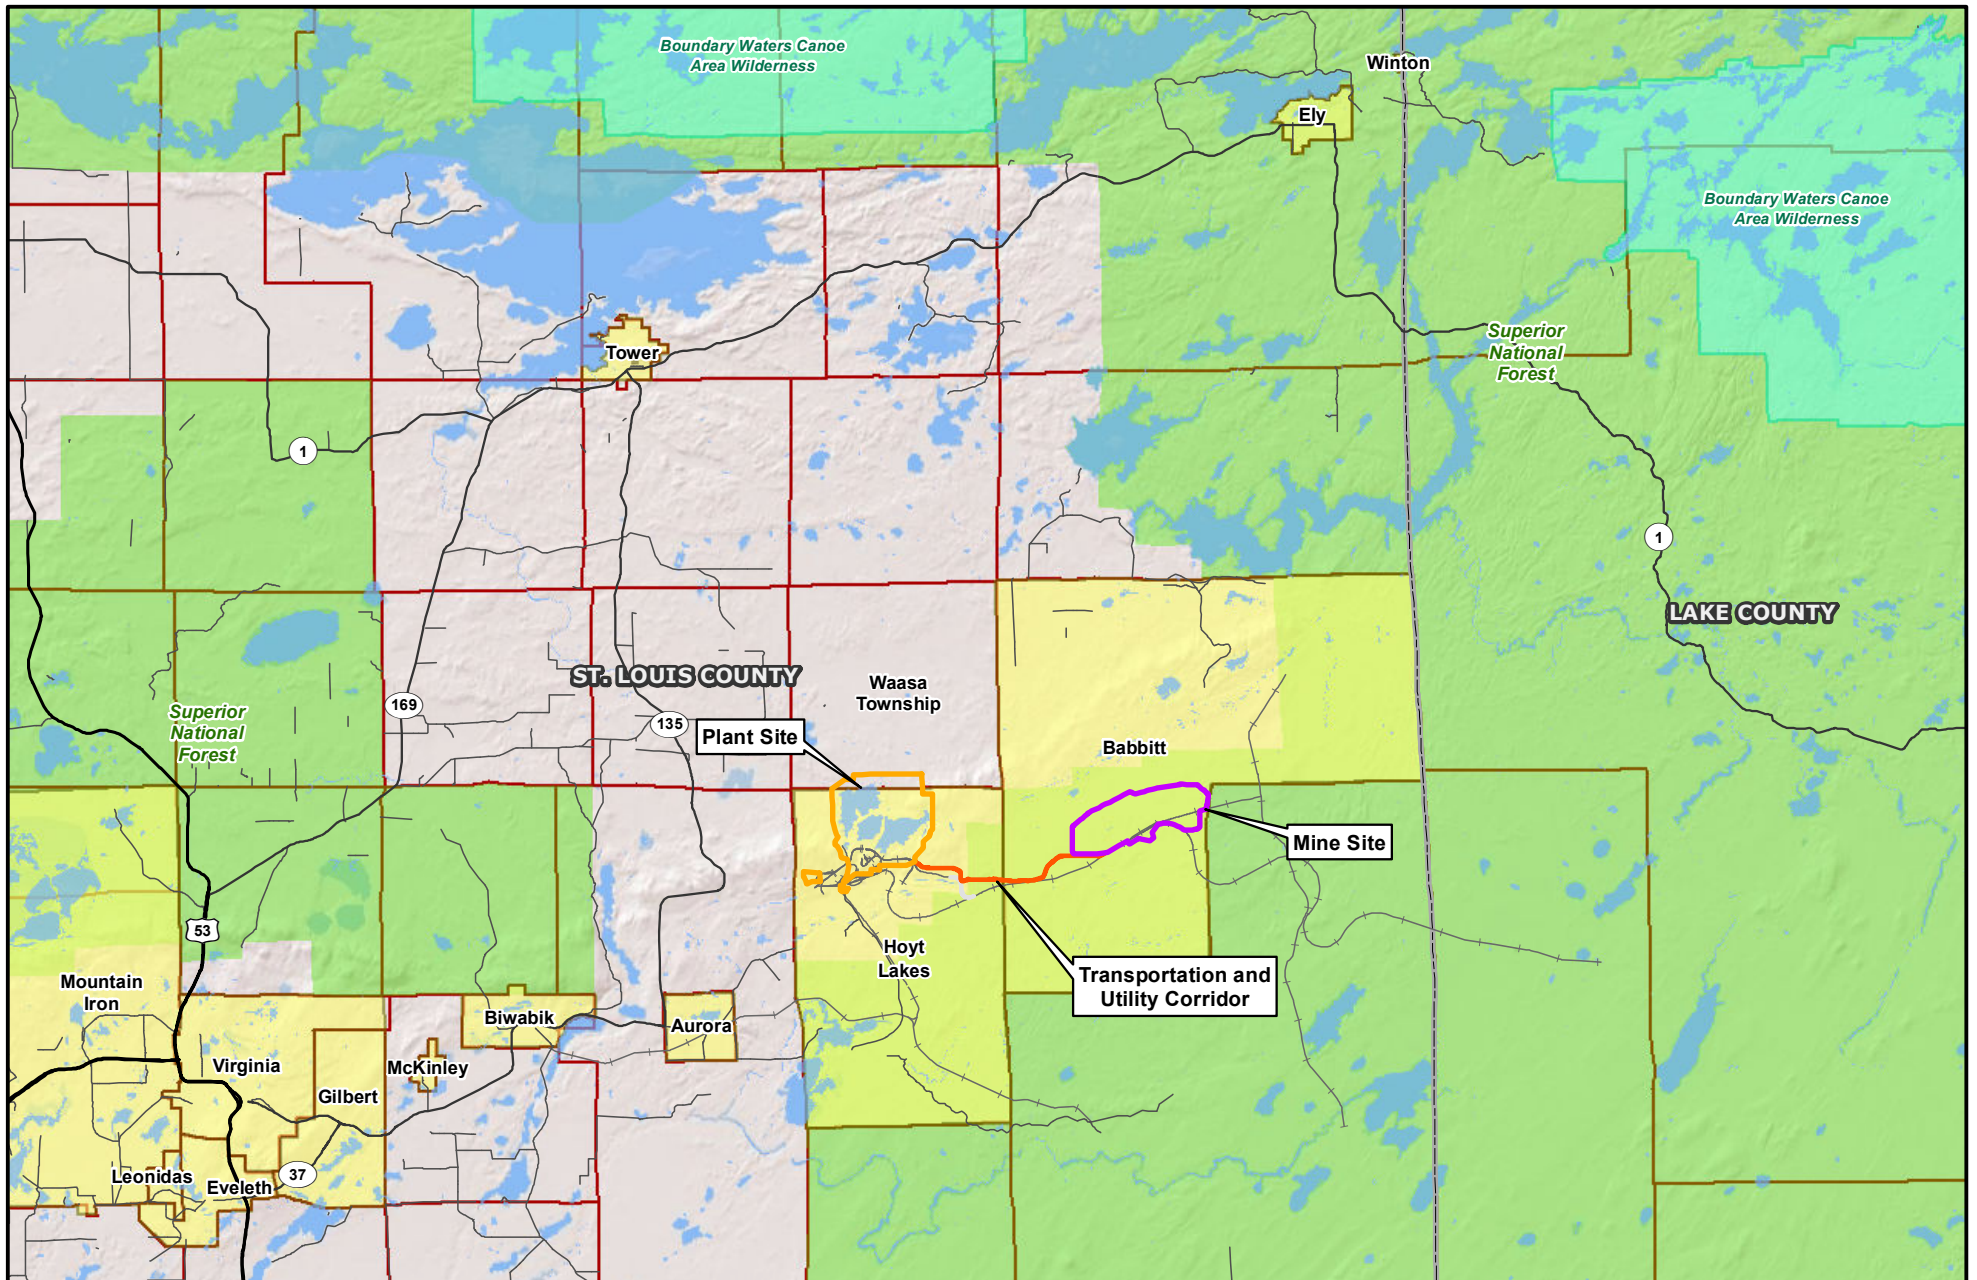 Boundary Waters Canoe
Area Wilderness
Winton
Ely
Boundary Waters Canoe
Area Wilderness
Tower
Superior
National
Forest
1
1
LAKE COUNTY
ST. LOUIS COUNTY
Waasa
Township
169
Superior
National
Forest
135
Plant Site
Babbitt
Mine Site
53
Hoyt
Lakes
Transportation and
Utility Corridor
Mountain
Iron
Biwabik
Aurora
Virginia
McKinley
Gilbert
Leonidas
37
Eveleth